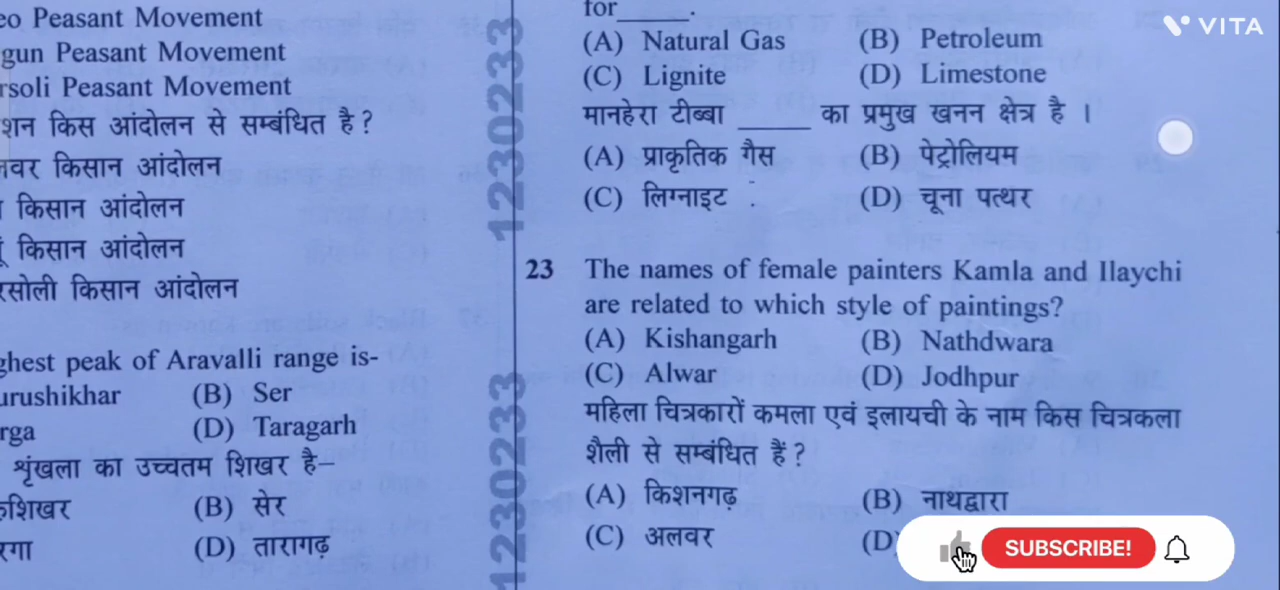 eo Peasant Movement
gun Peasant Movement
rsoli Peasant Movement
शन किस आंदोलन से सम्बंधित है?
नवर किसान आंदोलन
किसान आंदोलन
किसान आंदोलन
रसोली किसान आंदोलन
ghest peak of Aravalli range is-
urushikhar (B) Ser
rga (D) Taragarh
शृंखला का उच्चतम शिखर है–
रुशिखर (B) सेर
रगा (D) तारागढ़
1230233
1230233
for______.
(A) Natural Gas (B) Petroleum
(C) Lignite (D) Limestone
मानहेरा टीब्बा ______ का प्रमुख खनन क्षेत्र है ।
(A) प्राकृतिक गैस (B) पेट्रोलियम
(C) लिग्नाइट (D) चूना पत्थर
23 The names of female painters Kamla and Ilaychi
are related to which style of paintings?
(A) Kishangarh (B) Nathdwara
(C) Alwar (D) Jodhpur
महिला चित्रकारों कमला एवं इलायची के नाम किस चित्रकला
शैली से सम्बंधित हैं?
(A) किशनगढ़ (B) नाथद्वारा
(C) अलवर (D)
VITA
SUBSCRIBE!